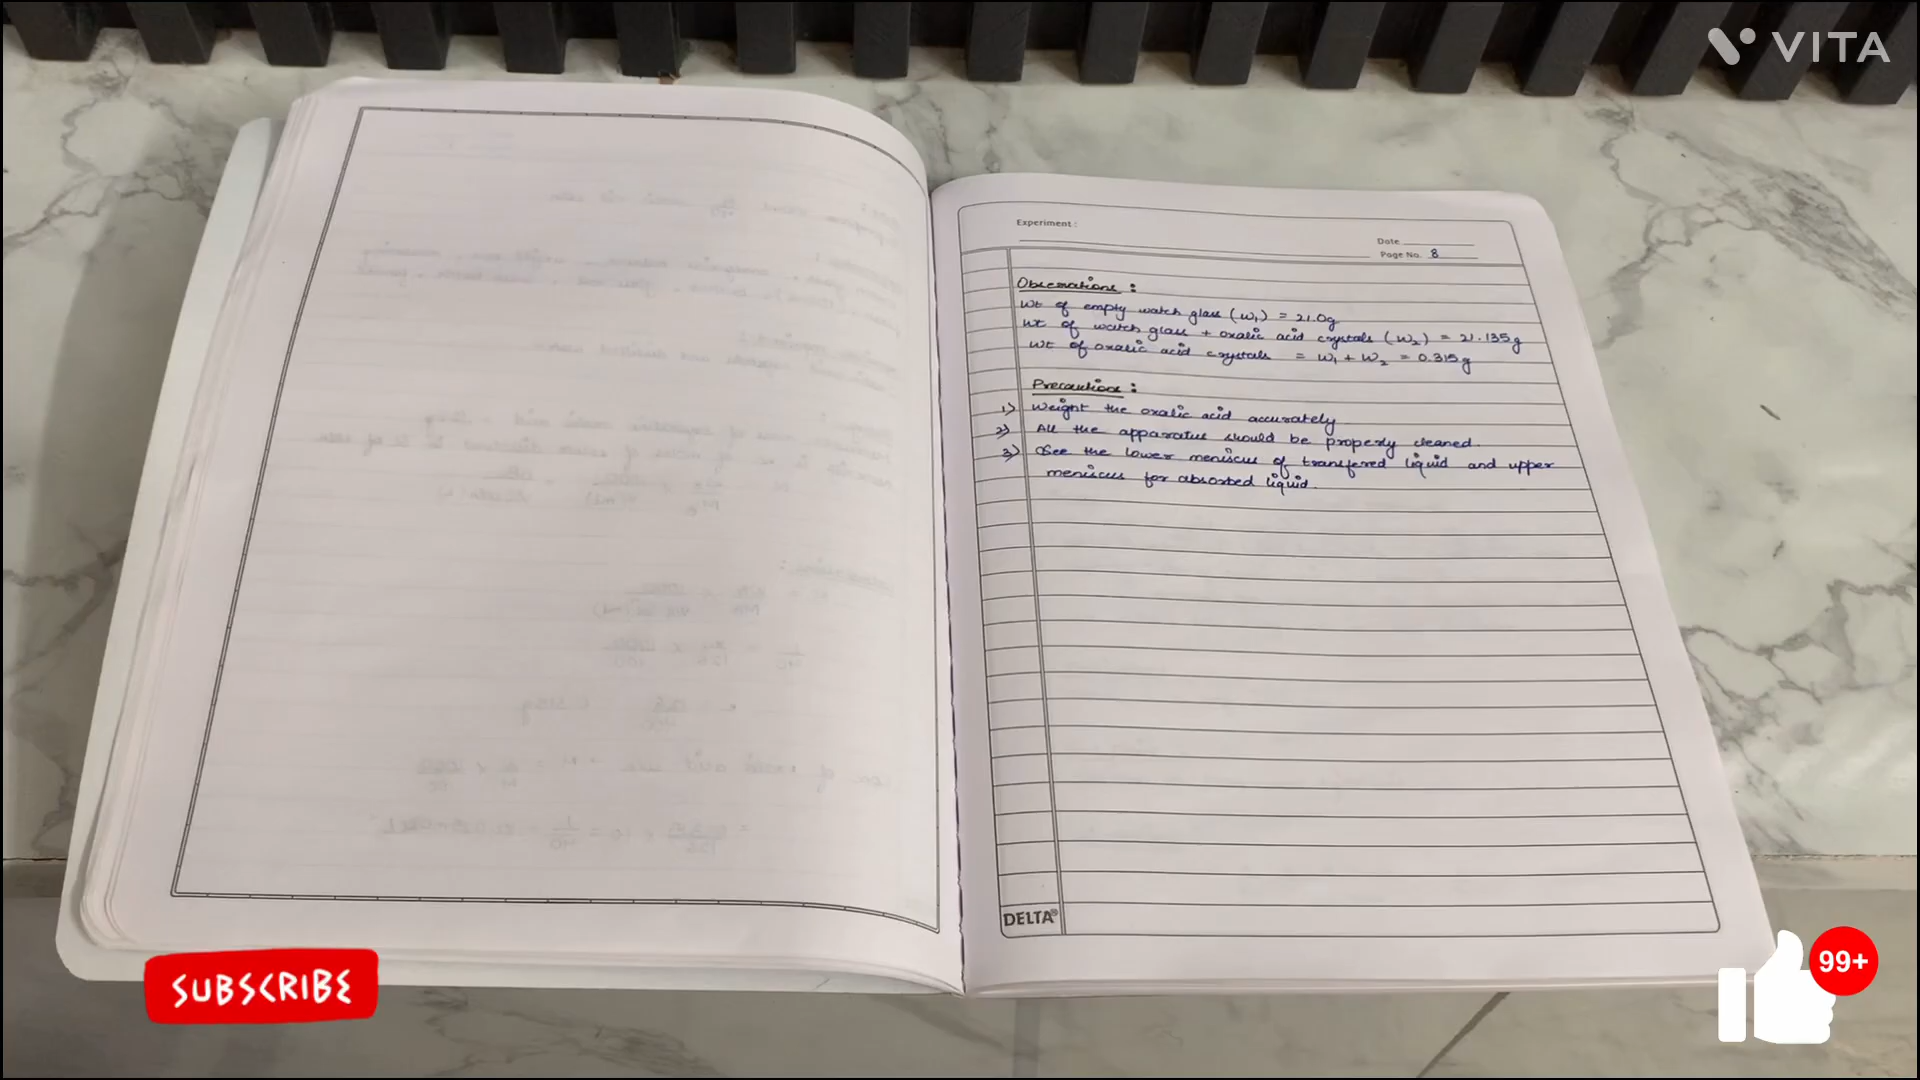 VITA
Experiment :
Date
Page No. 8
Observations :
Wt of empty watch glass (w₁) = 21.0g
Wt of watch glass + oxalic acid crystals (w₂) = 21.135g
Wt of oxalic acid crystals = w₁ + w₂ = 0.315g
Precautions :
1) Weight the oxalic acid accurately
2) All the apparatus should be properly cleaned.
3) See the lower meniscus of transfered liquid and upper
meniscus for absorbed liquid.
DELTA®
SUBSCRIBE
99+